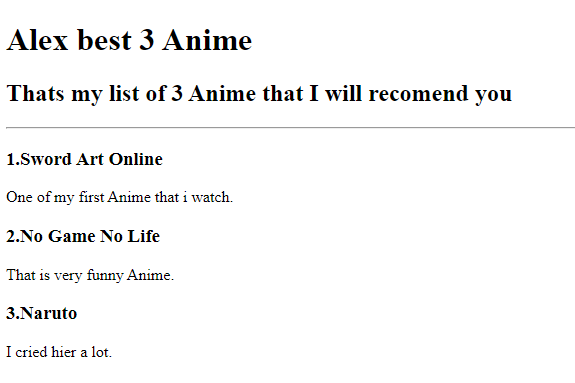 Alex best 3 Anime
Thats my list of 3 Anime that I will recomend you
1.Sword Art Online
One of my first Anime that i watch.
2.No Game No Life
That is very funny Anime.
3.Naruto
I cried hier a lot.